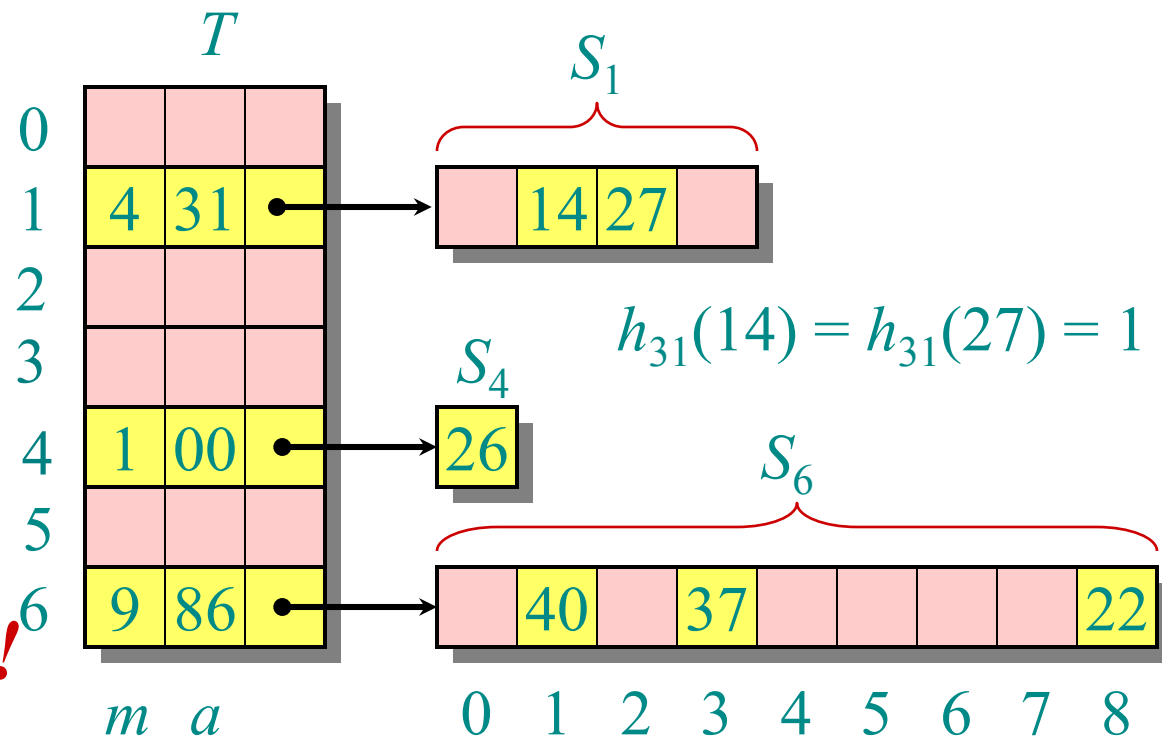 T
S₁
0
1 4 31 14 27
2
h₃₁(14) = h₃₁(27) = 1
3
S₄
4 1 00 26
S₆
5
6 9 86 40 37 22
!
m a 0 1 2 3 4 5 6 7 8